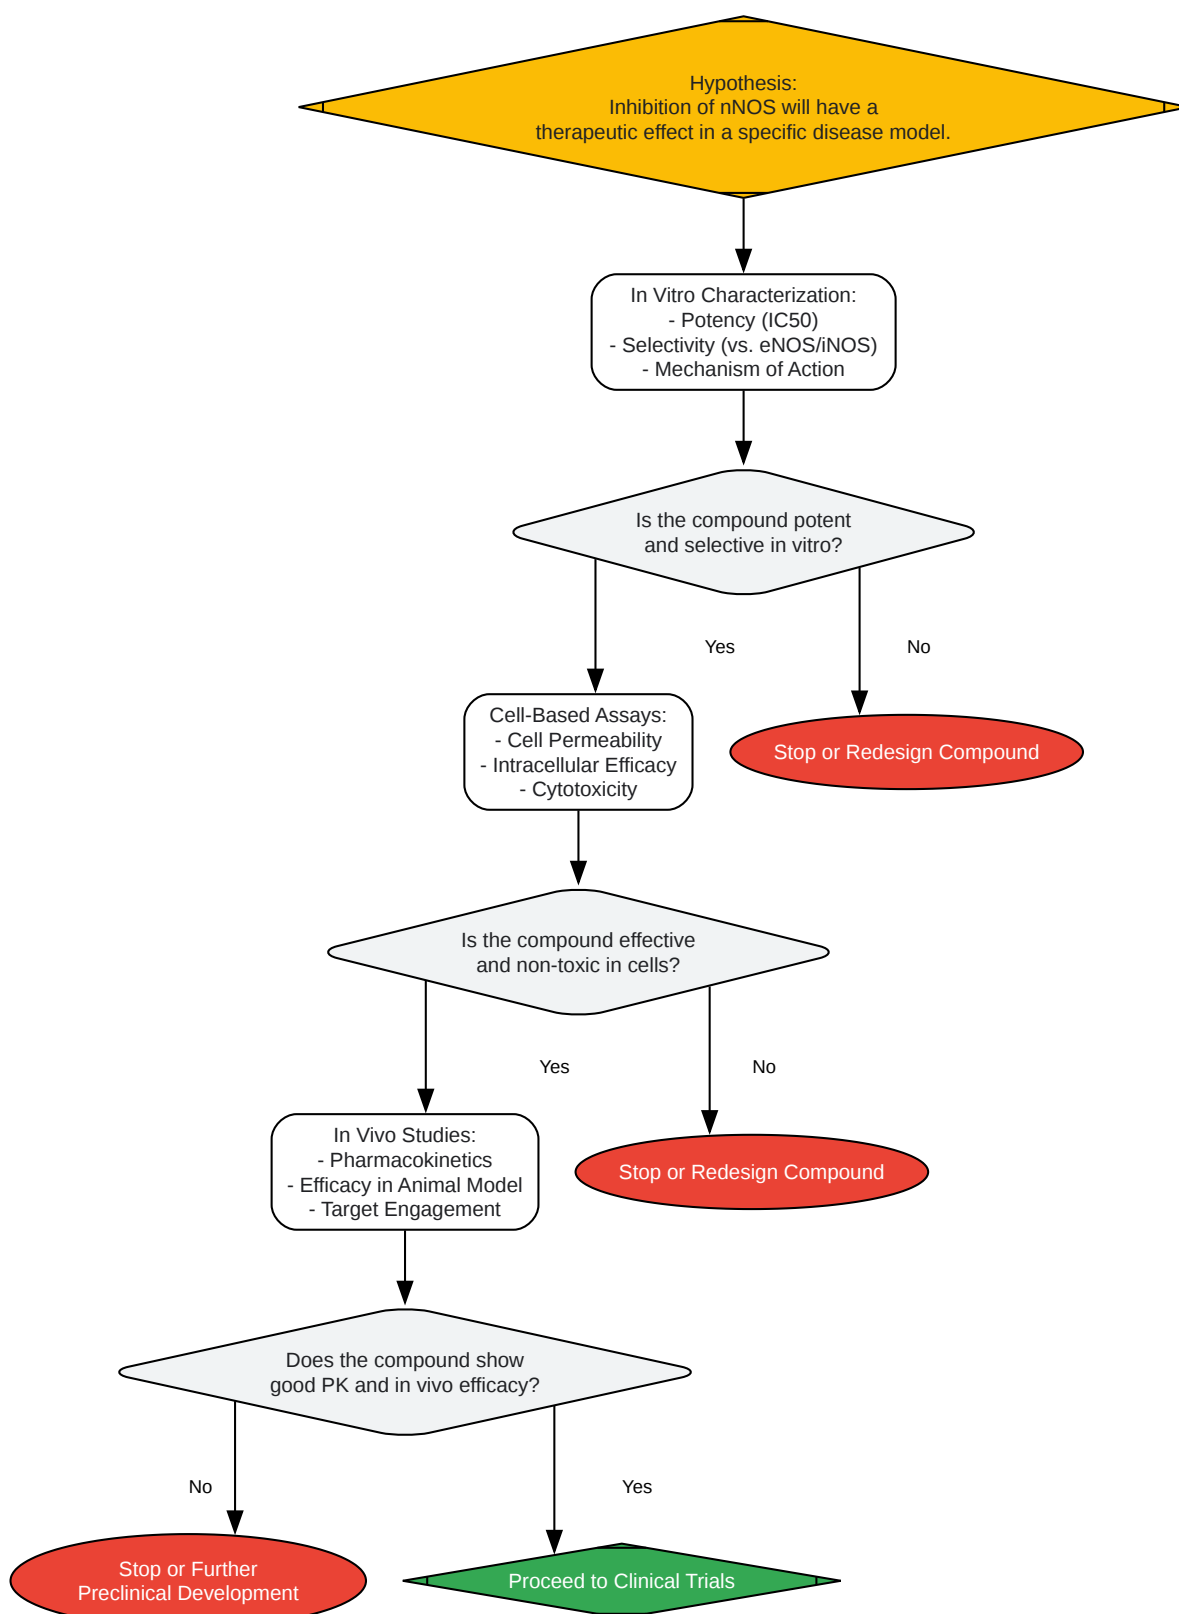 Hypothesis:
Inhibition of nNOS will have a
therapeutic effect in a specific disease model.
In Vitro Characterization:
- Potency (IC50)
- Selectivity (vs. eNOS/iNOS)
- Mechanism of Action
Is the compound potent
and selective in vitro?
Yes
No
Cell-Based Assays:
- Cell Permeability
- Intracellular Efficacy
- Cytotoxicity
Stop or Redesign Compound
Is the compound effective
and non-toxic in cells?
Yes
No
In Vivo Studies:
- Pharmacokinetics
- Efficacy in Animal Model
- Target Engagement
Stop or Redesign Compound
Does the compound show
good PK and in vivo efficacy?
No
Yes
Stop or Further
Preclinical Development
Proceed to Clinical Trials